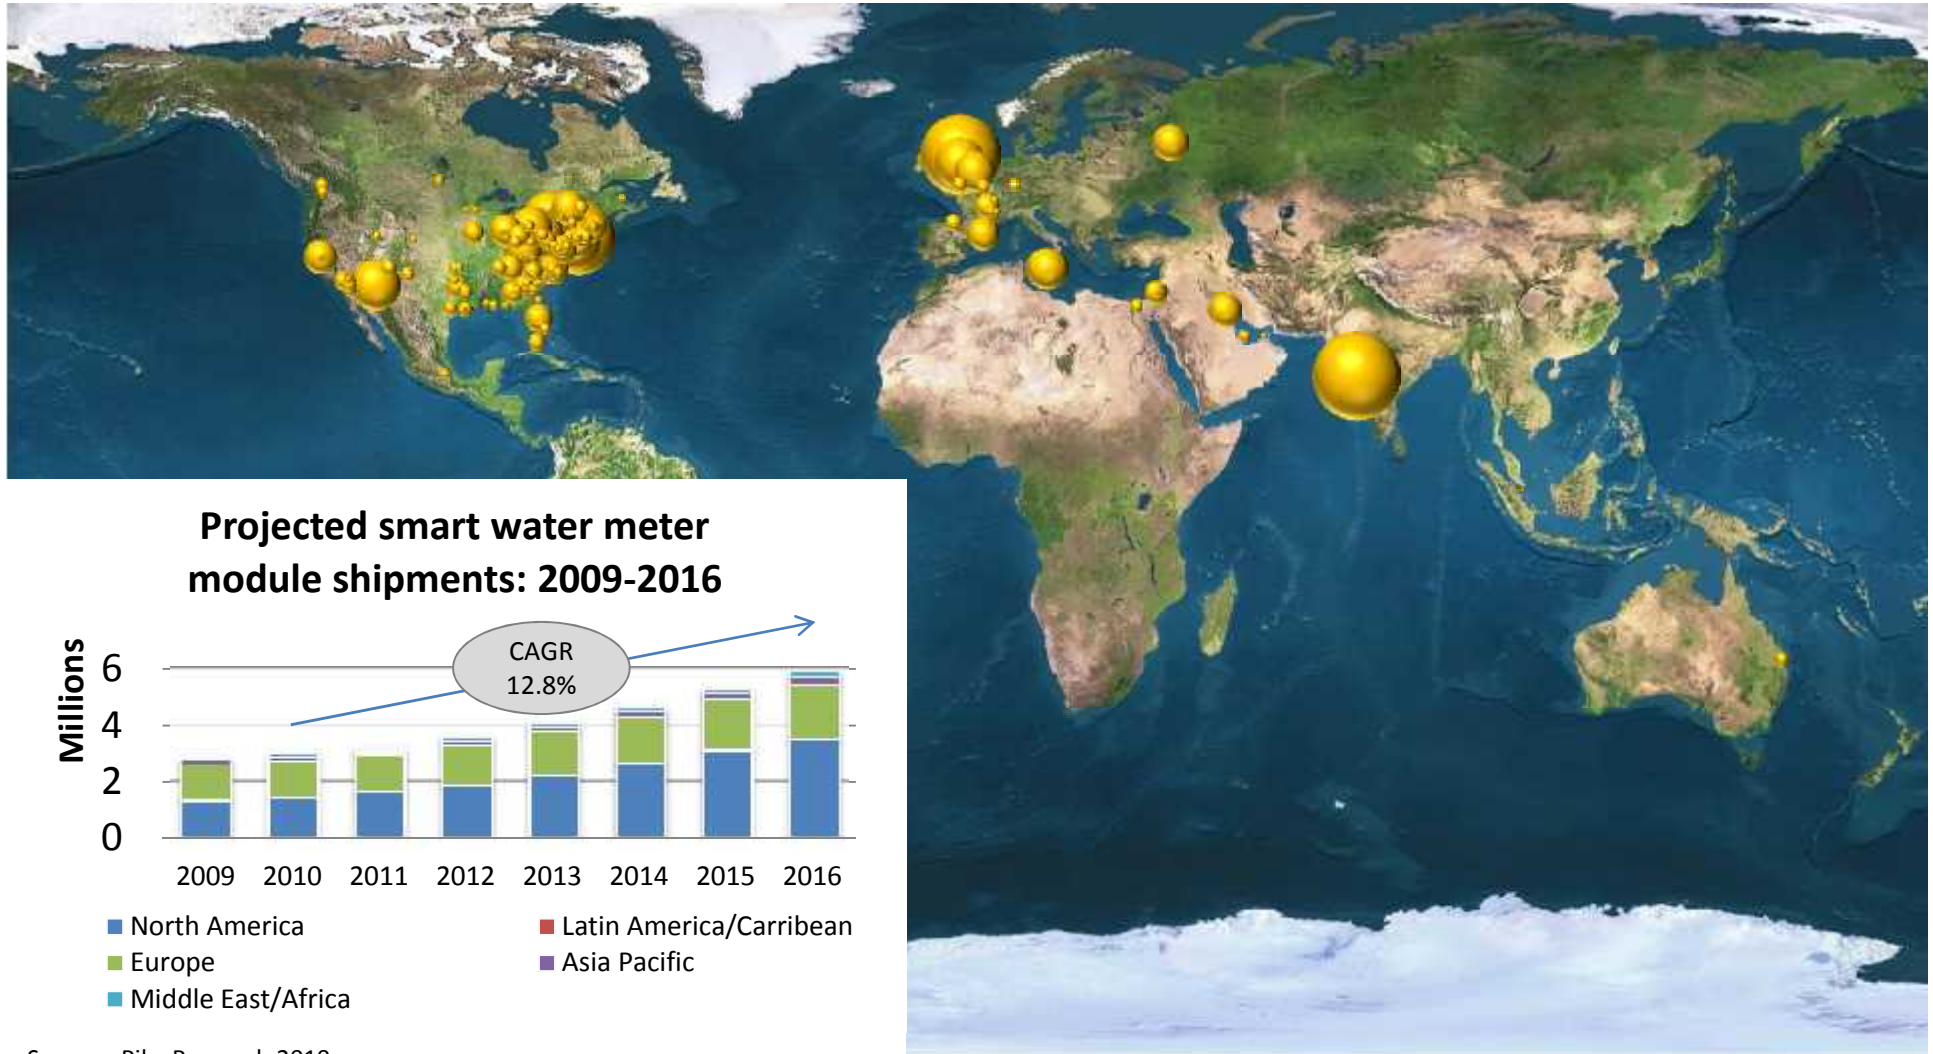 Projected smart water meter
module shipments: 2009-2016
CAGR
12.8%
Millions
6
4
2
0
2009 2010 2011 2012 2013 2014 2015 2016
North America
Latin America/Carribean
Europe
Asia Pacific
Middle East/Africa